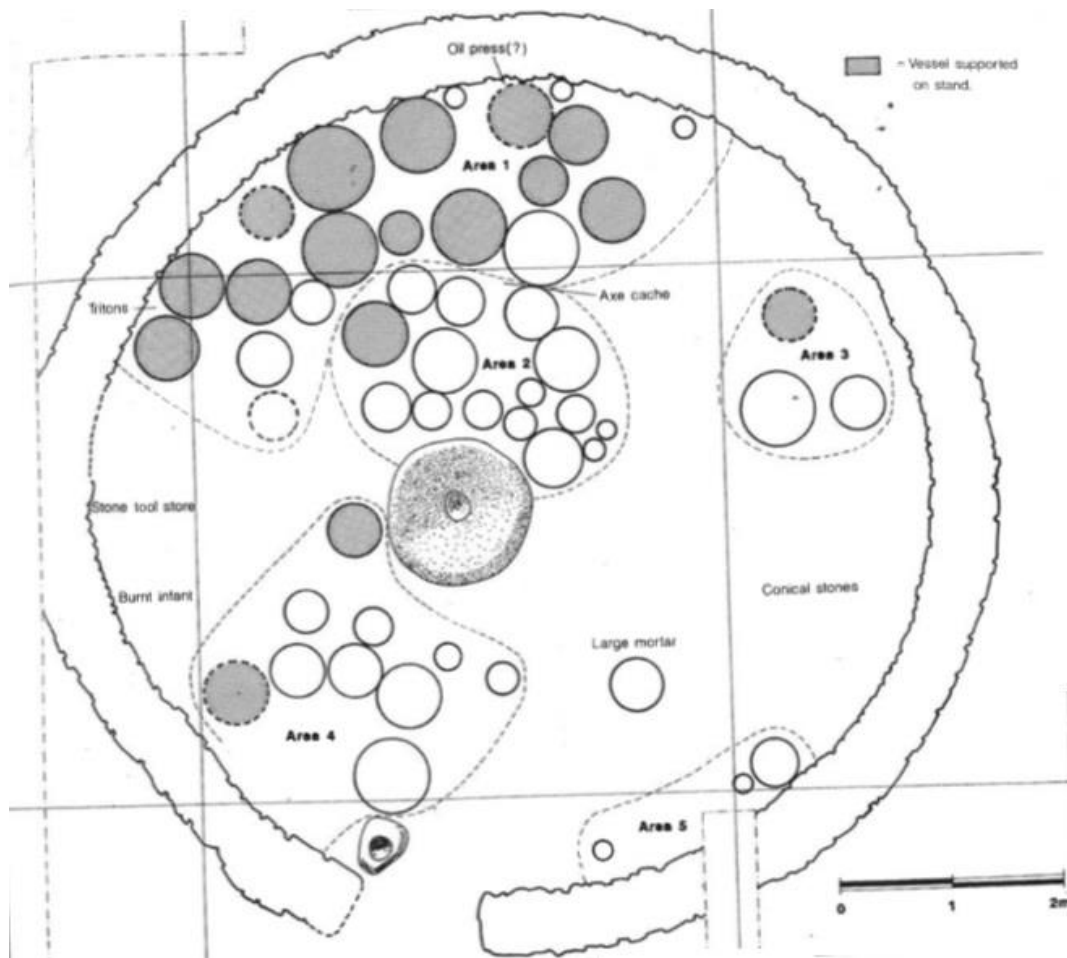 Oil press(?)
= Vessel supported
on stand.
Area 1
Tritons
Axe cache
Area 2
Area 3
Stone tool store
Burnt infant
Conical stones
Large mortar
Area 4
Area 5
0 1 2m